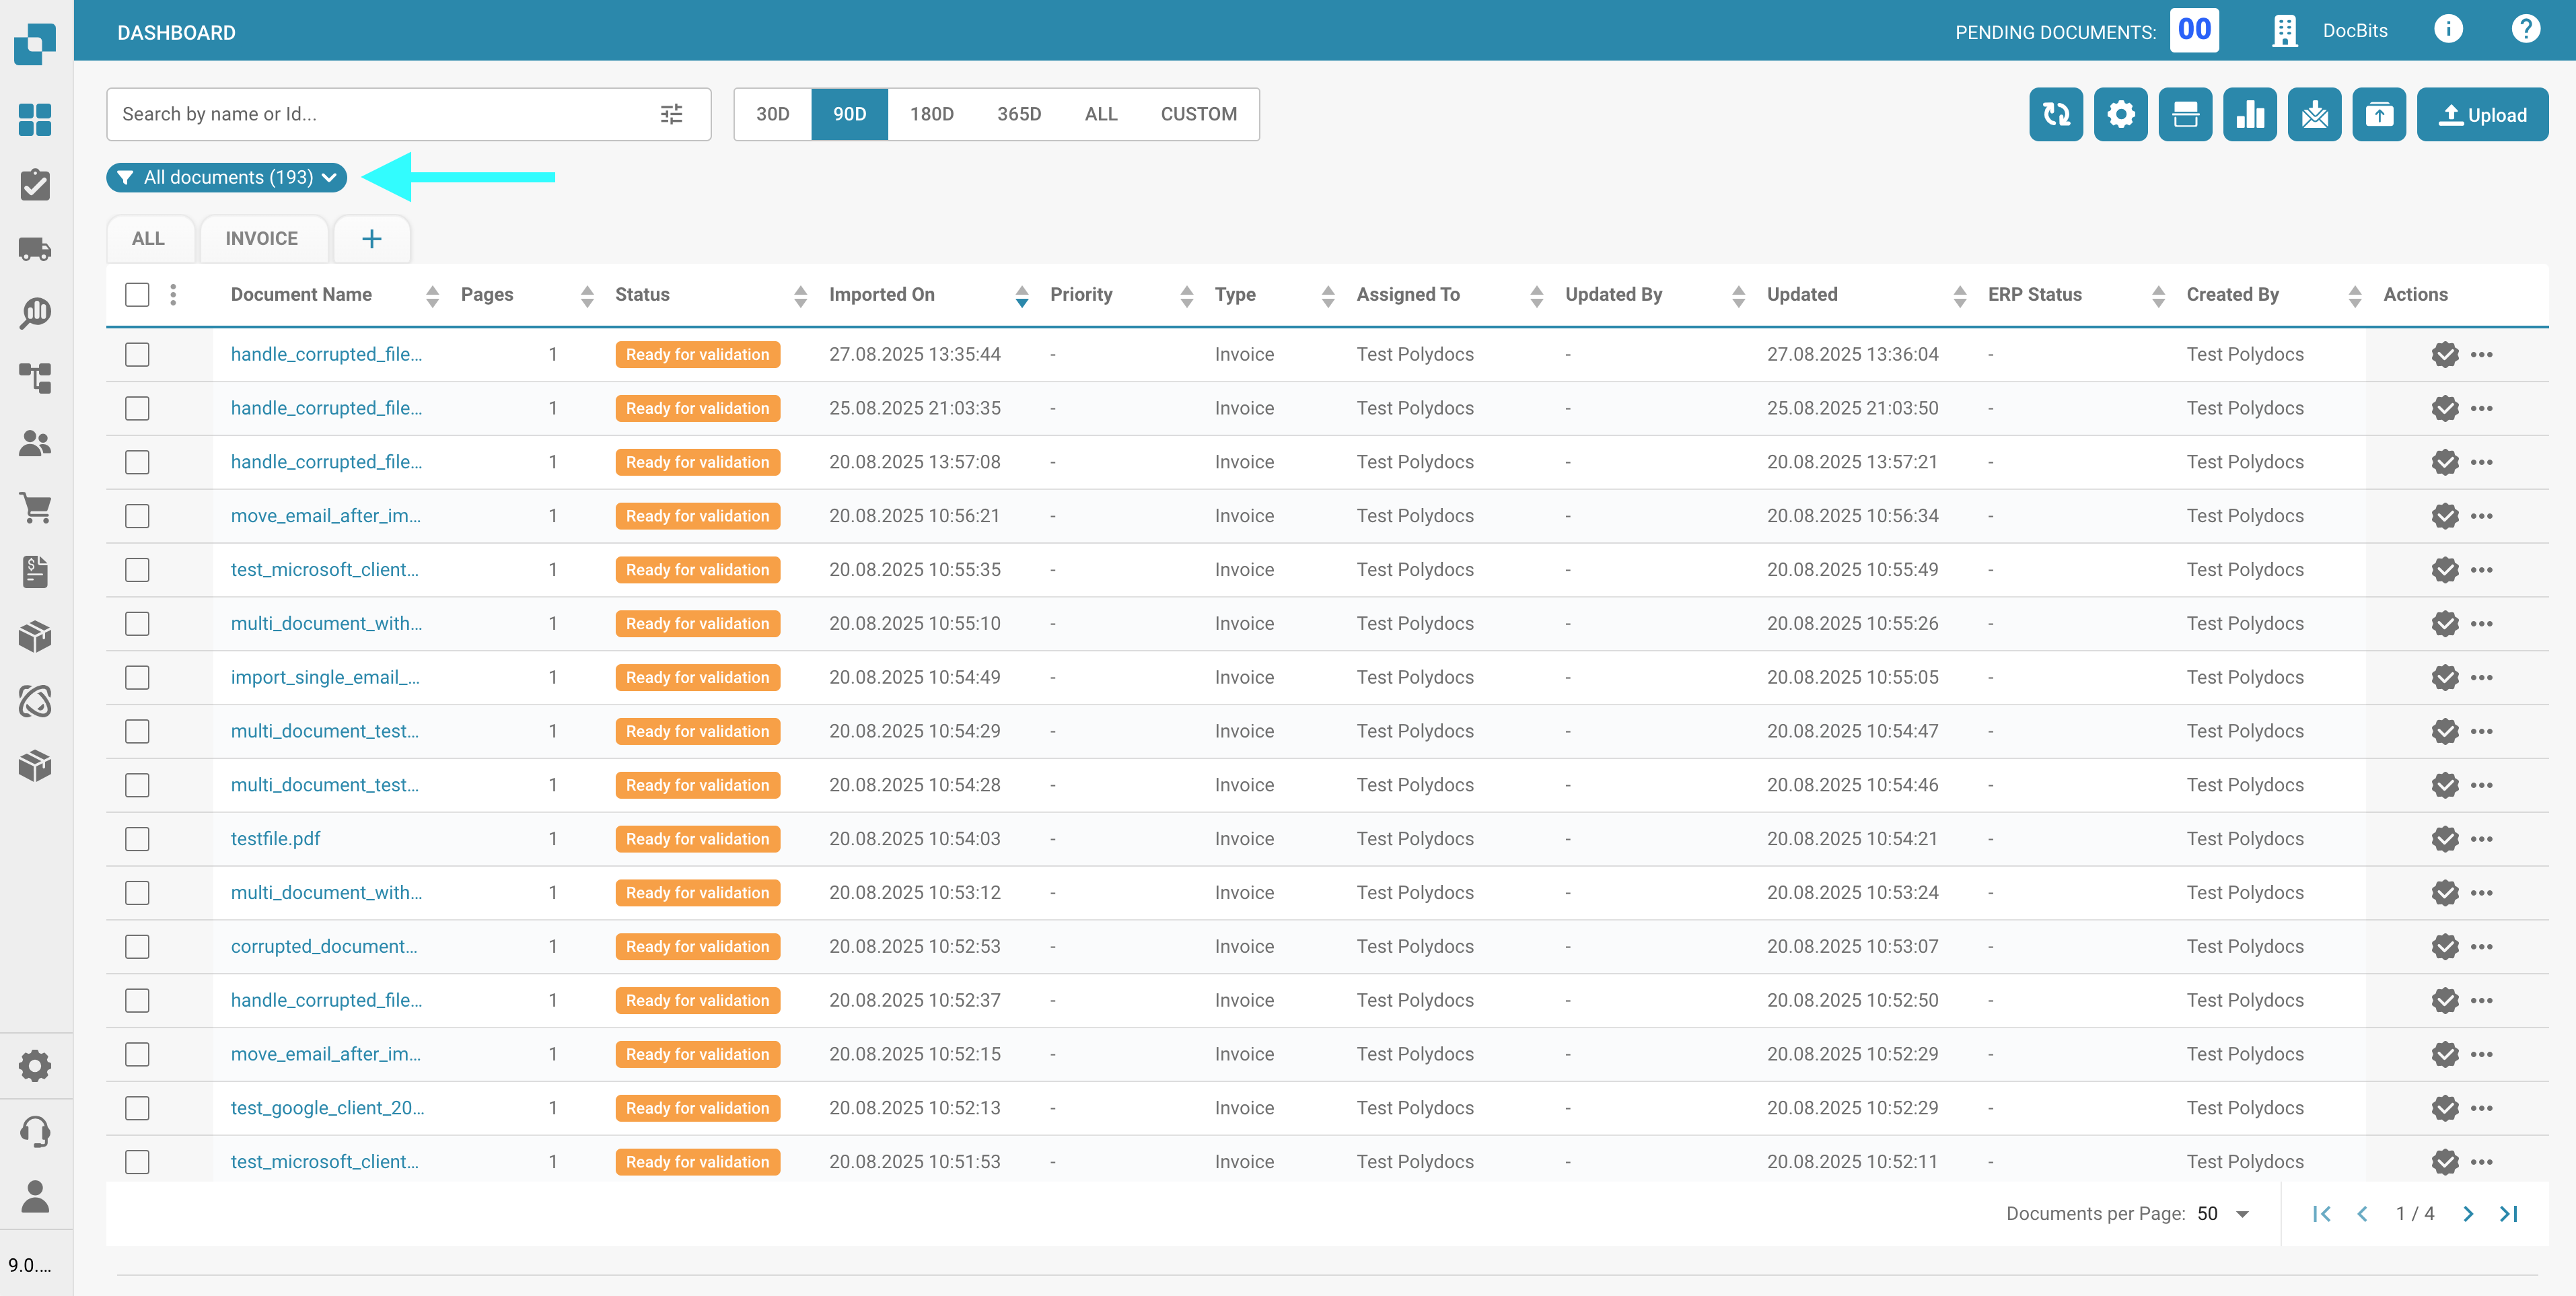 DASHBOARD
PENDING DOCUMENTS: 00 DocBits
Search by name or Id... 30D 90D 180D 365D ALL CUSTOM Upload
All documents (193)
ALL INVOICE +
Document Name Pages Status Imported On Priority Type Assigned To Updated By Updated ERP Status Created By Actions
handle_corrupted_file... 1 Ready for validation 27.08.2025 13:35:44 - Invoice Test Polydocs - 27.08.2025 13:36:04 - Test Polydocs
handle_corrupted_file... 1 Ready for validation 25.08.2025 21:03:35 - Invoice Test Polydocs - 25.08.2025 21:03:50 - Test Polydocs
handle_corrupted_file... 1 Ready for validation 20.08.2025 13:57:08 - Invoice Test Polydocs - 20.08.2025 13:57:21 - Test Polydocs
move_email_after_im... 1 Ready for validation 20.08.2025 10:56:21 - Invoice Test Polydocs - 20.08.2025 10:56:34 - Test Polydocs
test_microsoft_client... 1 Ready for validation 20.08.2025 10:55:35 - Invoice Test Polydocs - 20.08.2025 10:55:49 - Test Polydocs
multi_document_with... 1 Ready for validation 20.08.2025 10:55:10 - Invoice Test Polydocs - 20.08.2025 10:55:26 - Test Polydocs
import_single_email_... 1 Ready for validation 20.08.2025 10:54:49 - Invoice Test Polydocs - 20.08.2025 10:55:05 - Test Polydocs
multi_document_test... 1 Ready for validation 20.08.2025 10:54:29 - Invoice Test Polydocs - 20.08.2025 10:54:47 - Test Polydocs
multi_document_test... 1 Ready for validation 20.08.2025 10:54:28 - Invoice Test Polydocs - 20.08.2025 10:54:46 - Test Polydocs
testfile.pdf 1 Ready for validation 20.08.2025 10:54:03 - Invoice Test Polydocs - 20.08.2025 10:54:21 - Test Polydocs
multi_document_with... 1 Ready for validation 20.08.2025 10:53:12 - Invoice Test Polydocs - 20.08.2025 10:53:24 - Test Polydocs
corrupted_document... 1 Ready for validation 20.08.2025 10:52:53 - Invoice Test Polydocs - 20.08.2025 10:53:07 - Test Polydocs
handle_corrupted_file... 1 Ready for validation 20.08.2025 10:52:37 - Invoice Test Polydocs - 20.08.2025 10:52:50 - Test Polydocs
move_email_after_im... 1 Ready for validation 20.08.2025 10:52:15 - Invoice Test Polydocs - 20.08.2025 10:52:29 - Test Polydocs
test_google_client_20... 1 Ready for validation 20.08.2025 10:52:13 - Invoice Test Polydocs - 20.08.2025 10:52:29 - Test Polydocs
test_microsoft_client... 1 Ready for validation 20.08.2025 10:51:53 - Invoice Test Polydocs - 20.08.2025 10:52:11 - Test Polydocs
Documents per Page: 50 1 / 4
9.0....